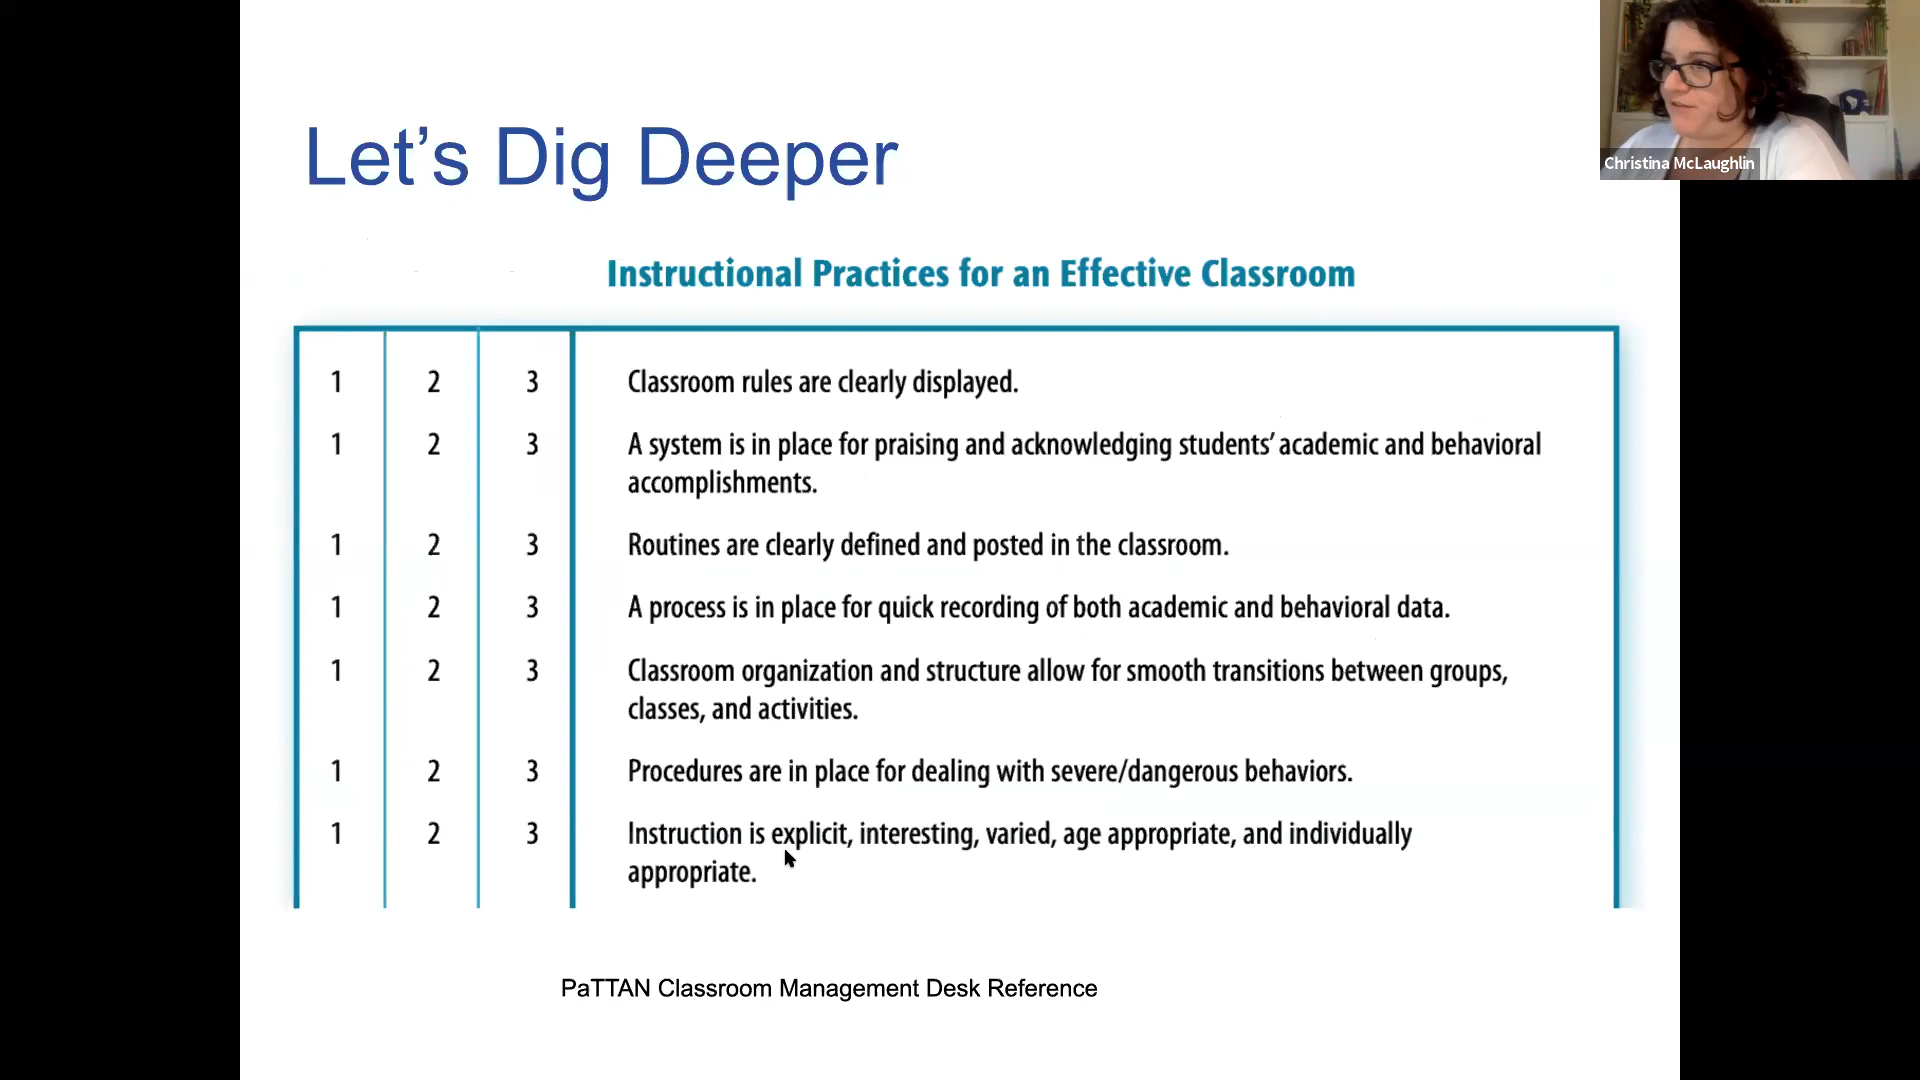 Christina McLaughlin
Let’s Dig Deeper
Instructional Practices for an Effective Classroom
1 2 3 Classroom rules are clearly displayed.
1 2 3 A system is in place for praising and acknowledging students’ academic and behavioral
accomplishments.
1 2 3 Routines are clearly defined and posted in the classroom.
1 2 3 A process is in place for quick recording of both academic and behavioral data.
1 2 3 Classroom organization and structure allow for smooth transitions between groups,
classes, and activities.
1 2 3 Procedures are in place for dealing with severe/dangerous behaviors.
1 2 3 Instruction is explicit, interesting, varied, age appropriate, and individually
appropriate.
PaTTAN Classroom Management Desk Reference